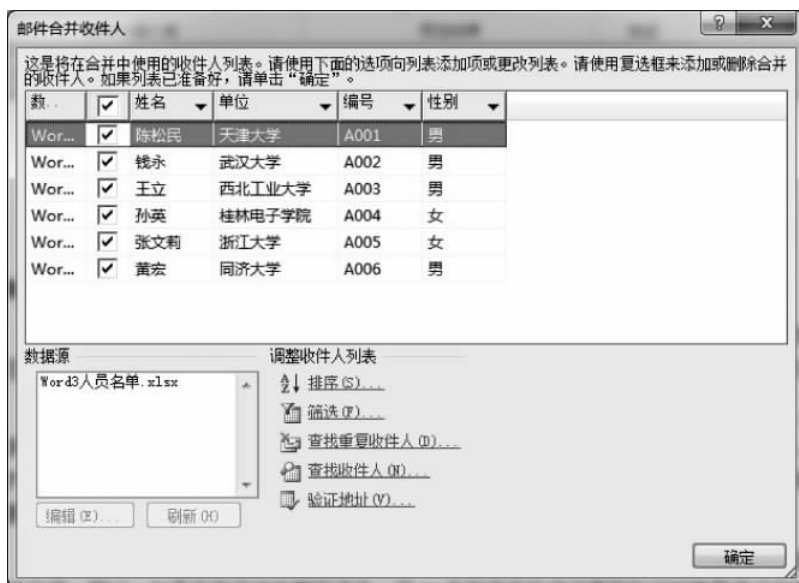 邮件合并收件人
这是将在合并中使用的收件人列表。请使用下面的选项向列表添加项或更改列表。请使用复选框来添加或删除合并
的收件人。如果列表已准备好，请单击“确定”。
数... 姓名 单位 编号 性别
Wor... 陈松民 天津大学 A001 男
Wor... 钱永 武汉大学 A002 男
Wor... 王立 西北工业大学 A003 男
Wor... 孙英 桂林电子学院 A004 女
Wor... 张文莉 浙江大学 A005 女
Wor... 黄宏 同济大学 A006 男
数据源
Word3人员名单.xlsx
编辑(E)... 刷新(H)
调整收件人列表
排序(S)...
筛选(F)...
查找重复收件人(D)...
查找收件人(N)...
验证地址(V)...
确定